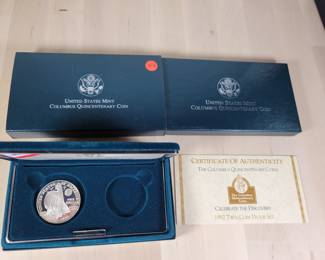 United States Mint
Columbus Quincentenary Coin
United States Mint
Columbus Quincentenary Coin
Certificate of Authenticity
The Columbus Quincentenary Coins
Celebrate the Discovery
1992 Two-Coin Proof Set